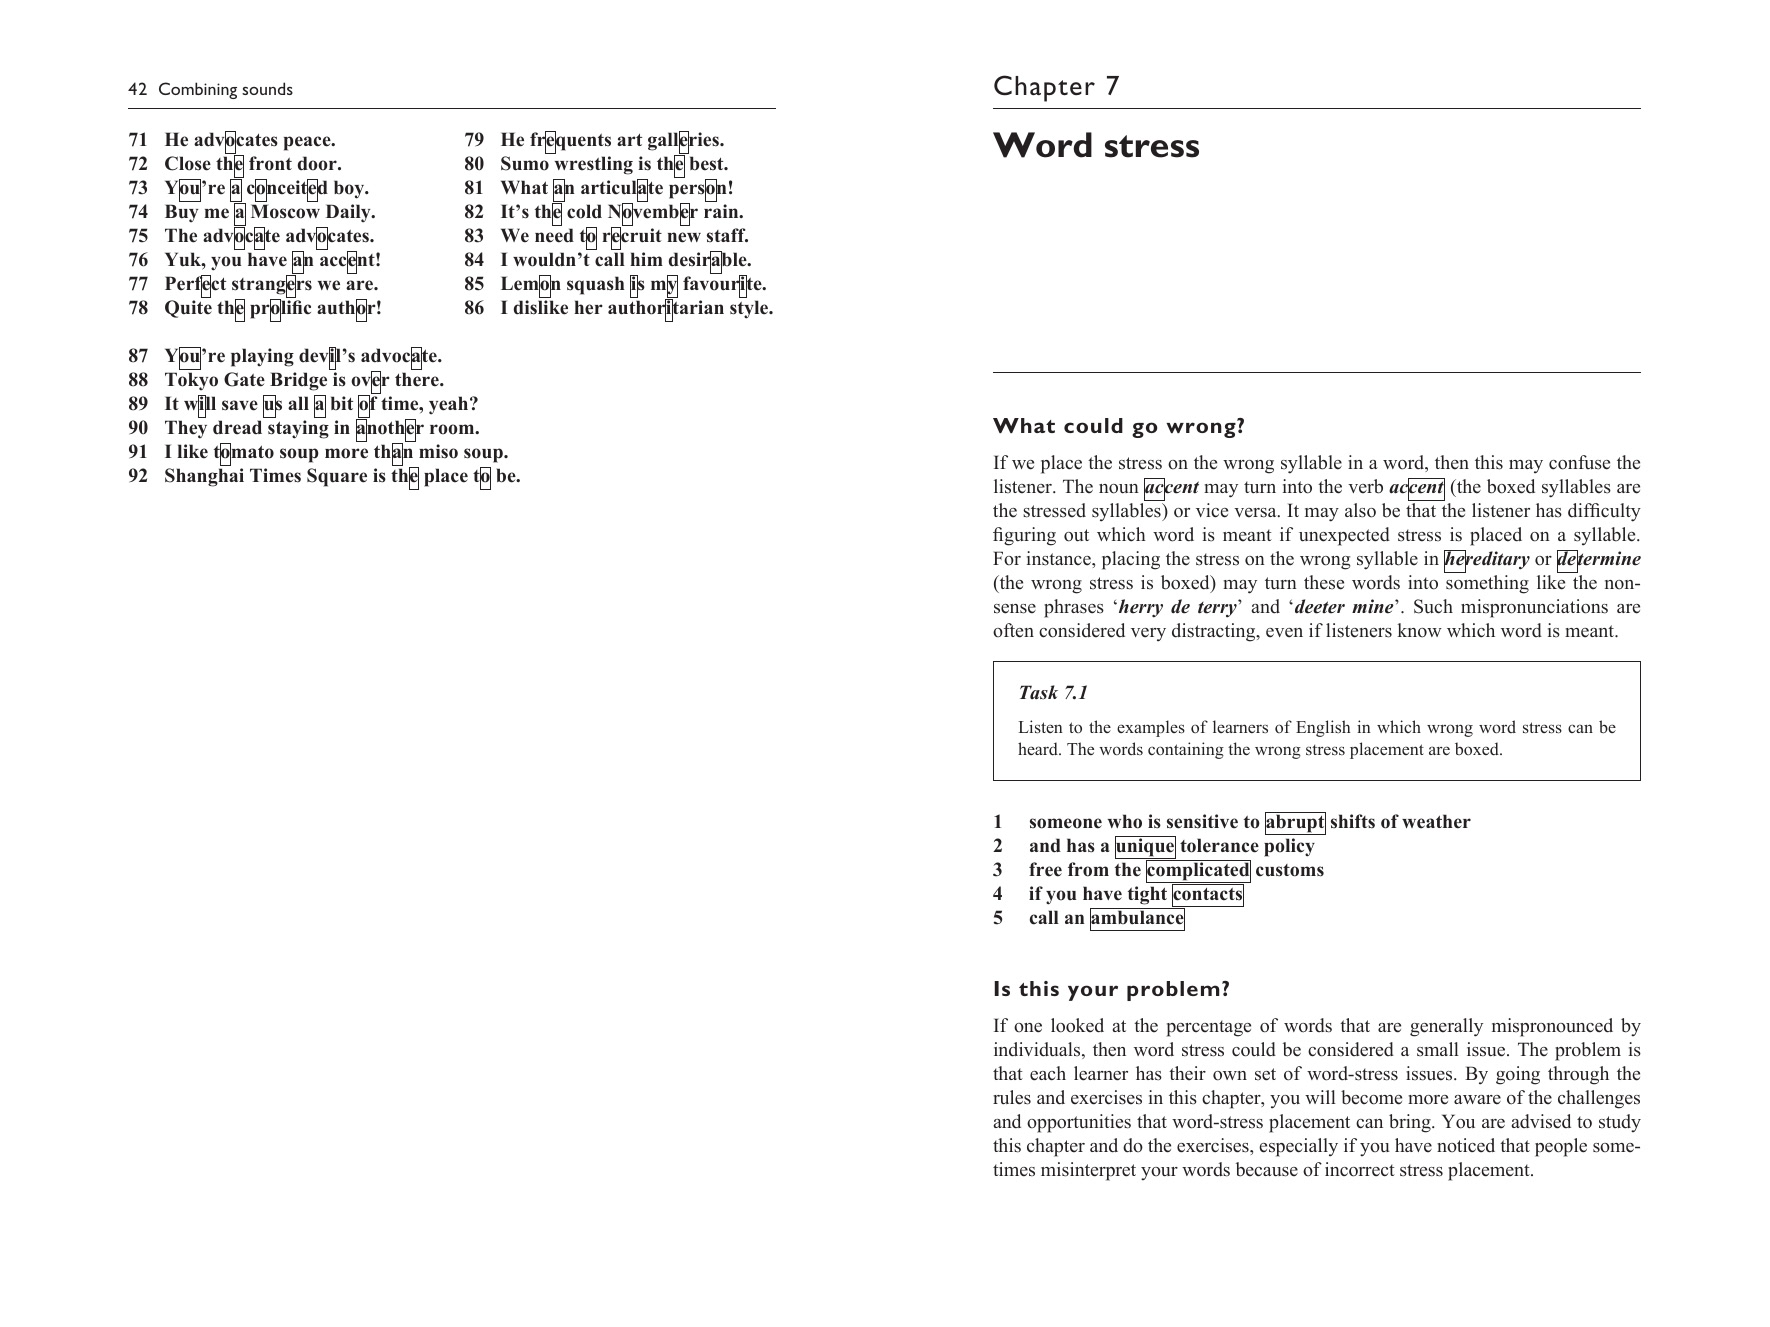 42 Combining sounds
71 He advocates peace.
72 Close the front door.
73 You're a conceited boy.
74 Buy me a Moscow Daily.
75 The advocate advocates.
76 Yuk, you have an accent!
77 Perfect strangers we are.
78 Quite the prolific author!
79 He frequents art galleries.
80 Sumo wrestling is the best.
81 What an articulate person!
82 It's the cold November rain.
83 We need to recruit new staff.
84 I wouldn't call him desirable.
85 Lemon squash is my favourite.
86 I dislike her authoritarian style.
87 You're playing devil's advocate.
88 Tokyo Gate Bridge is over there.
89 It will save us all a bit of time, yeah?
90 They dread staying in another room.
91 I like tomato soup more than miso soup.
92 Shanghai Times Square is the place to be.
Chapter 7
Word stress
What could go wrong?
If we place the stress on the wrong syllable in a word, then this may confuse the
listener. The noun accent may turn into the verb accent (the boxed syllables are
the stressed syllables) or vice versa. It may also be that the listener has difficulty
figuring out which word is meant if unexpected stress is placed on a syllable.
For instance, placing the stress on the wrong syllable in hereditary or determine
(the wrong stress is boxed) may turn these words into something like the non-
sense phrases 'herry de terry' and 'deeter mine'. Such mispronunciations are
often considered very distracting, even if listeners know which word is meant.
Task 7.1
Listen to the examples of learners of English in which wrong word stress can be
heard. The words containing the wrong stress placement are boxed.
1 someone who is sensitive to abrupt shifts of weather
2 and has a unique tolerance policy
3 free from the complicated customs
4 if you have tight contacts
5 call an ambulance
Is this your problem?
If one looked at the percentage of words that are generally mispronounced by
individuals, then word stress could be considered a small issue. The problem is
that each learner has their own set of word-stress issues. By going through the
rules and exercises in this chapter, you will become more aware of the challenges
and opportunities that word-stress placement can bring. You are advised to study
this chapter and do the exercises, especially if you have noticed that people some-
times misinterpret your words because of incorrect stress placement.